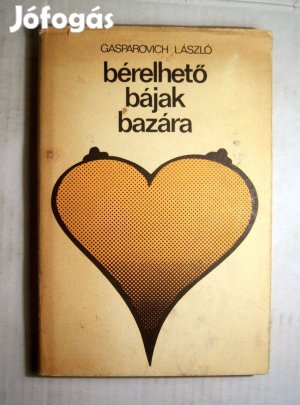 Jófogás
GASPAROVICH LÁSZLÓ
bérelhető
bájak
bazára